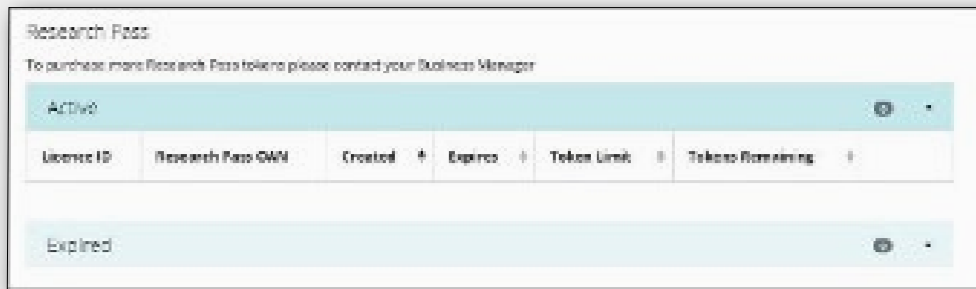 Research Pass
To purchase more Research Pass tokens please contact your Business Manager
Active
Licence ID Research Pass OAN Created Expires Token Limit Tokens Remaining
Expired